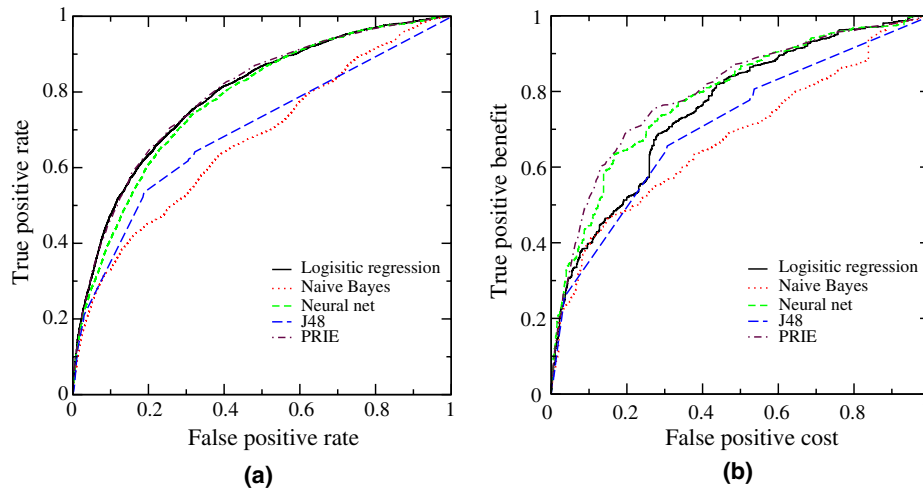 1
0.8
0.6
0.4
0.2
0
0 0.2 0.4 0.6 0.8 1
True positive rate
False positive rate
Logisitic regression
Naive Bayes
Neural net
J48
PRIE
(a)
1
0.8
0.6
0.4
0.2
0
0 0.2 0.4 0.6 0.8
True positive benefit
False positive cost
Logisitic regression
Naive Bayes
Neural net
J48
PRIE
(b)